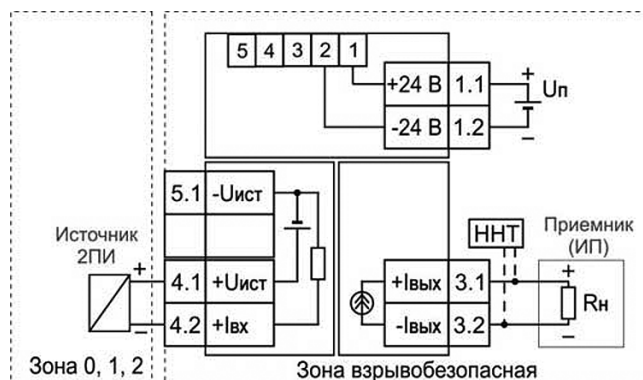 5 4 3 2 1
+24 В 1.1
-24 В 1.2
+
Uп
–
5.1 -Uист
Источник
2ПИ
+
4.1 +Uист
–
4.2 +Iвх
ННТ
Приемник
(ИП)
+Iвых 3.1
-Iвых 3.2
+
Rн
–
Зона 0, 1, 2
Зона взрывобезопасная